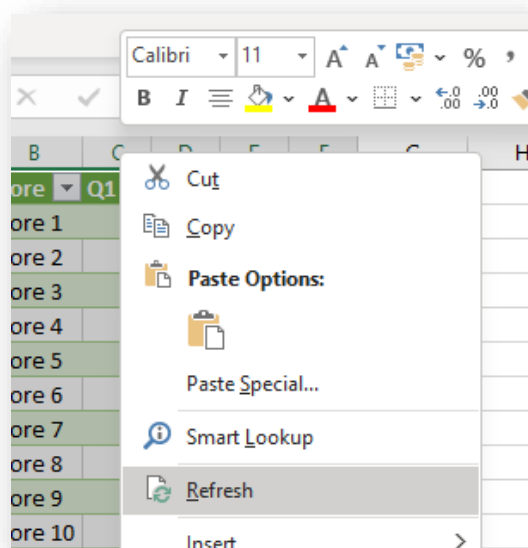 Calibri 11 A A % ,
B I A .00 .00
B C D E F G H
ore Q1
ore 1
ore 2
ore 3
ore 4
ore 5
ore 6
ore 7
ore 8
ore 9
ore 10
Cut
Copy
Paste Options:
Paste Special...
Smart Lookup
Refresh
Insert